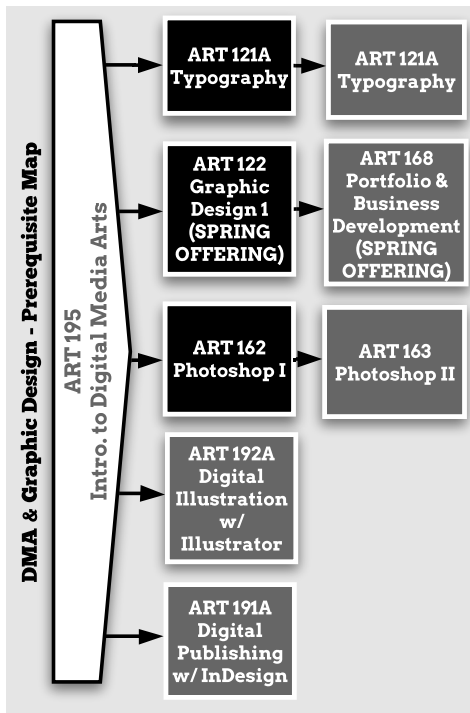 DMA & Graphic Design - Prerequisite Map
ART 195
Intro. to Digital Media Arts
ART 121A
Typography
ART 121A
Typography
ART 122
Graphic
Design 1
(SPRING
OFFERING)
ART 168
Portfolio &
Business
Development
(SPRING
OFFERING)
ART 162
Photoshop I
ART 163
Photoshop II
ART 192A
Digital
Illustration
w/
Illustrator
ART 191A
Digital
Publishing
w/ InDesign